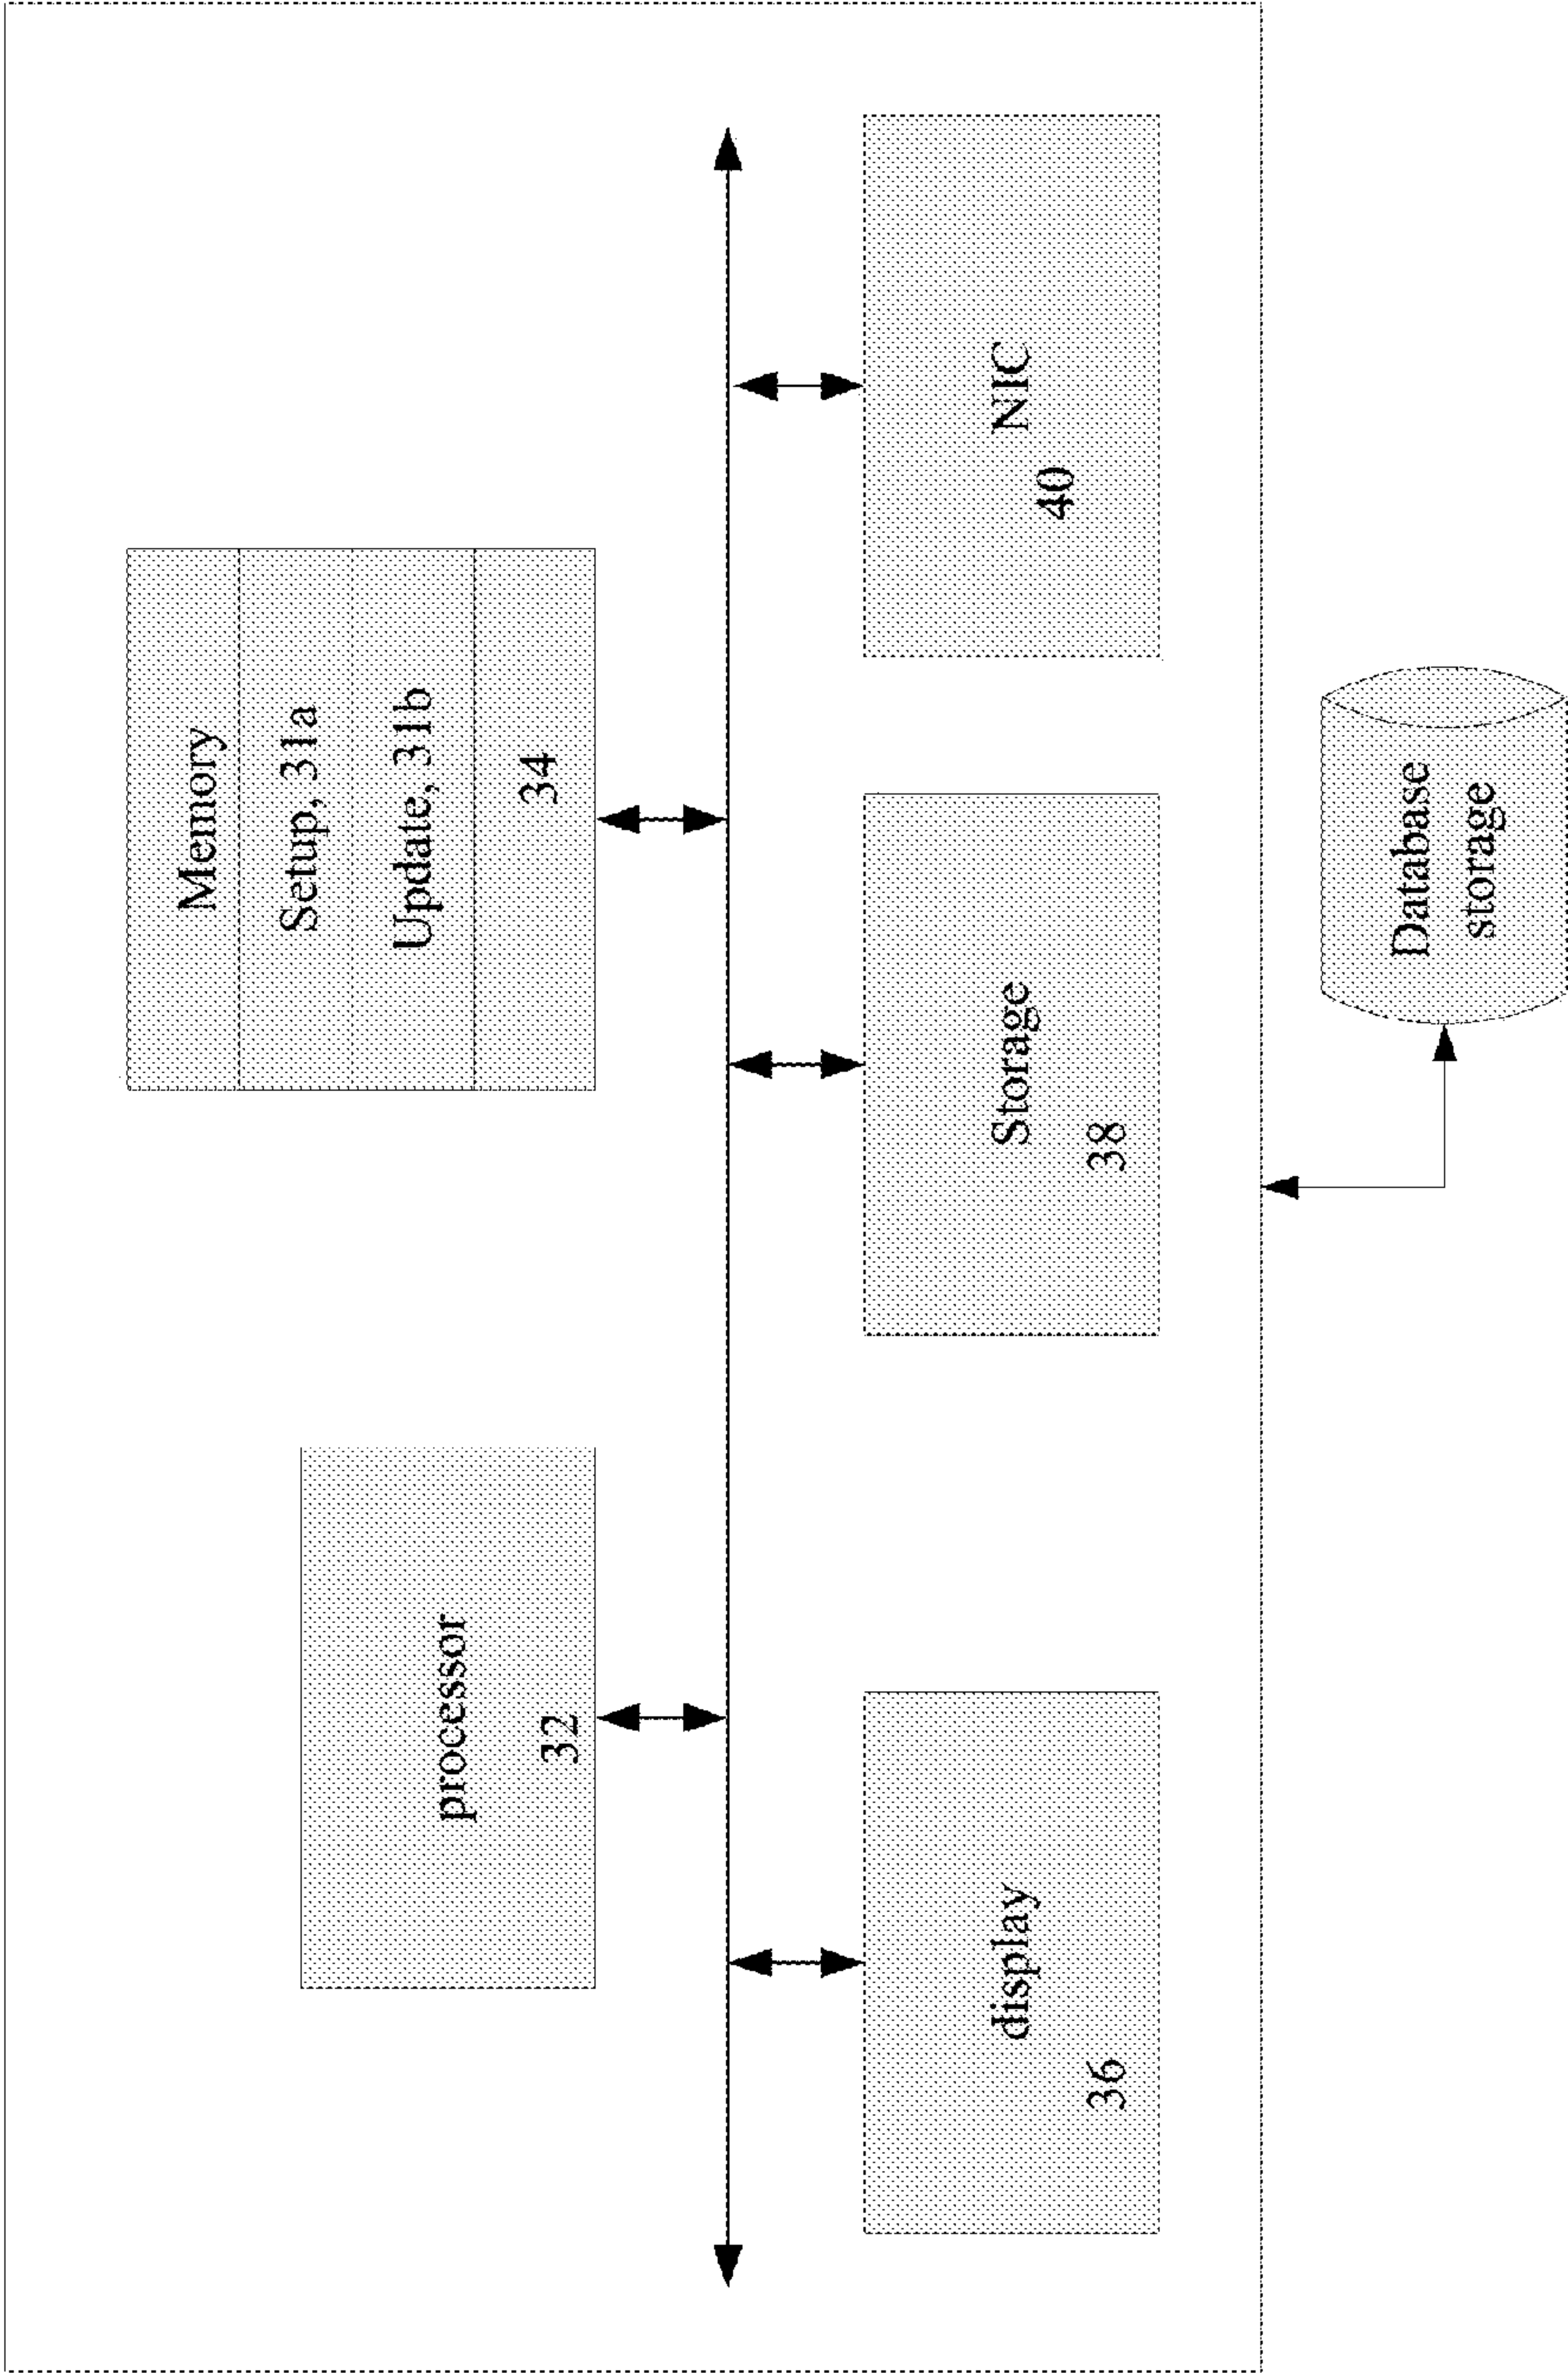 processor
32
Memory
Setup, 31a
Update, 31b
34
display
36
Storage
38
NIC
40
Database
storage